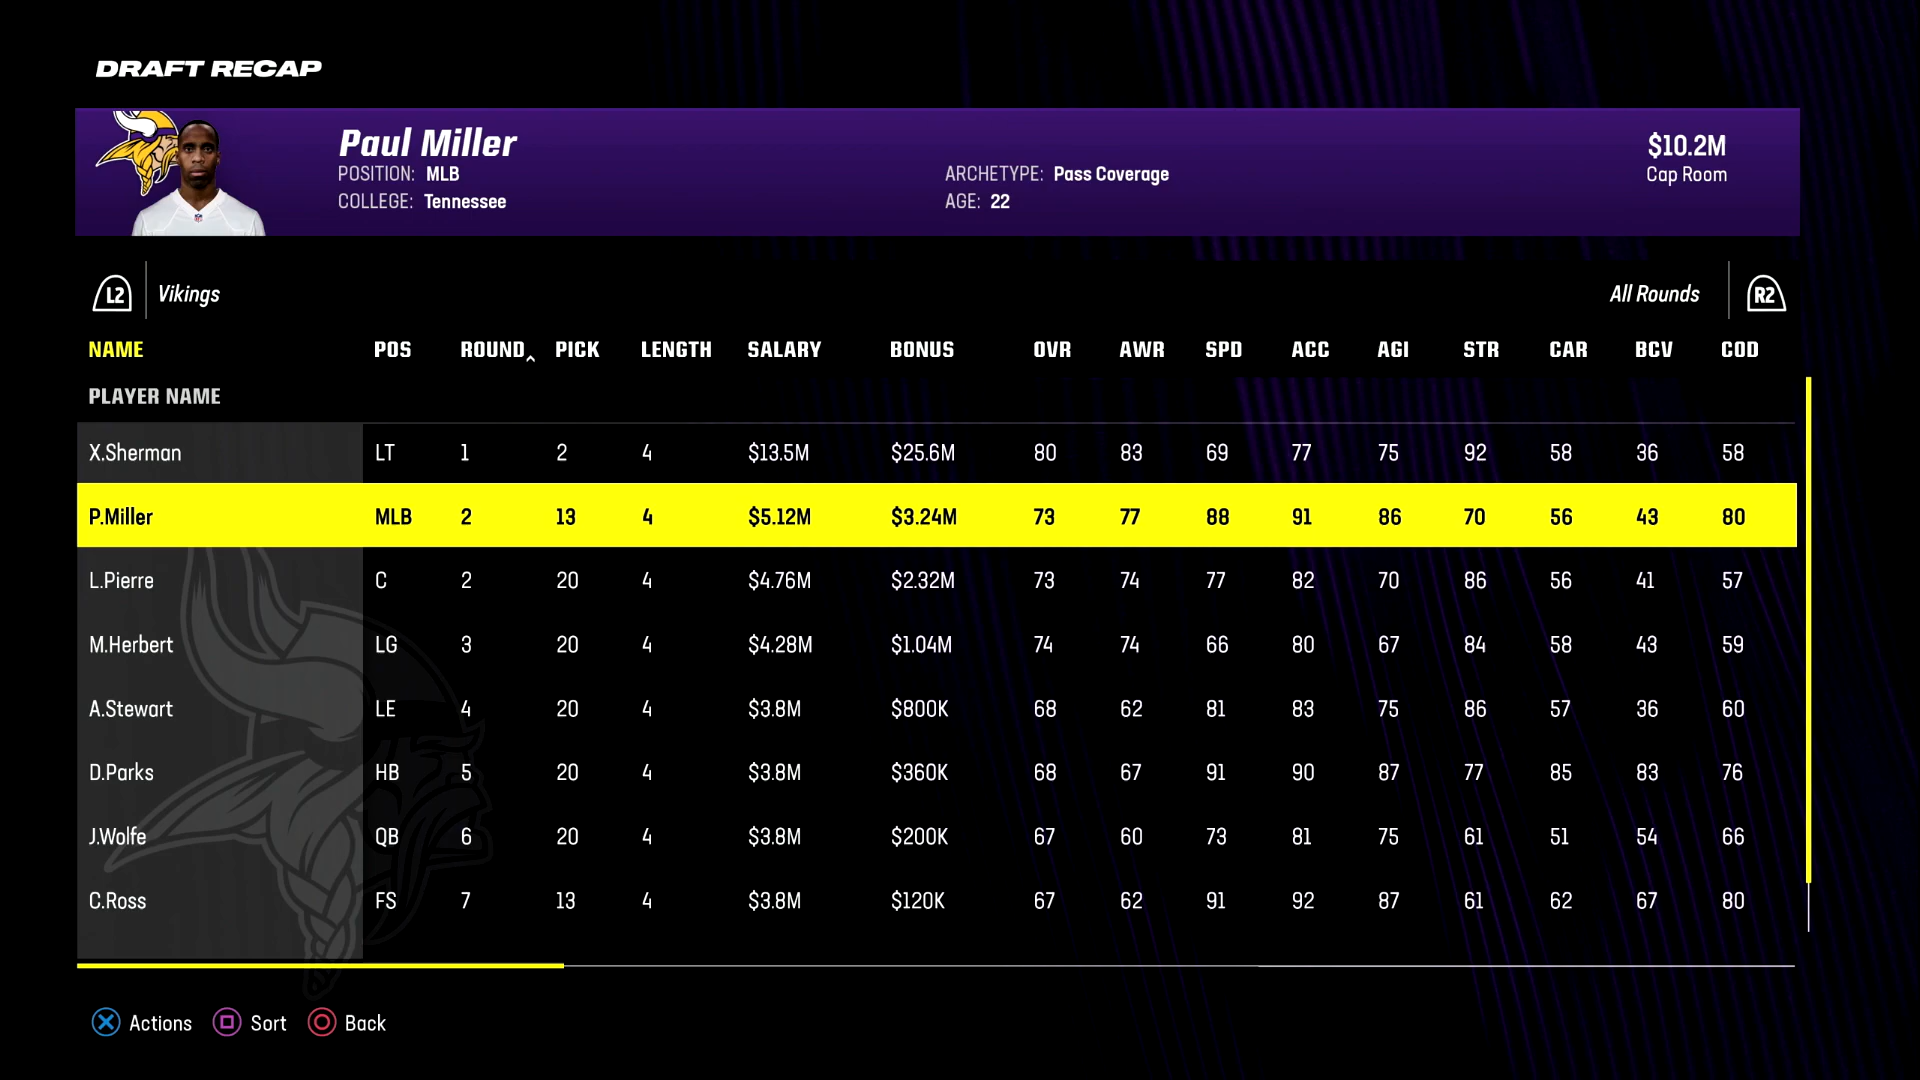 DRAFT RECAP
Paul Miller
POSITION: MLB
COLLEGE: Tennessee
ARCHETYPE: Pass Coverage
AGE: 22
$10.2M
Cap Room
L2 Vikings All Rounds R2
NAME POS ROUND PICK LENGTH SALARY BONUS OVR AWR SPD ACC AGI STR CAR BCV COD
PLAYER NAME
X.Sherman LT 1 2 4 $13.5M $25.6M 80 83 69 77 75 92 58 36 58
P.Miller MLB 2 13 4 $5.12M $3.24M 73 77 88 91 86 70 56 43 80
L.Pierre C 2 20 4 $4.76M $2.32M 73 74 77 82 70 86 56 41 57
M.Herbert LG 3 20 4 $4.28M $1.04M 74 74 66 80 67 84 58 43 59
A.Stewart LE 4 20 4 $3.8M $800K 68 62 81 83 75 86 57 36 60
D.Parks HB 5 20 4 $3.8M $360K 68 67 91 90 87 77 85 83 76
J.Wolfe QB 6 20 4 $3.8M $200K 67 60 73 81 75 61 51 54 66
C.Ross FS 7 13 4 $3.8M $120K 67 62 91 92 87 61 62 67 80
Actions Sort Back